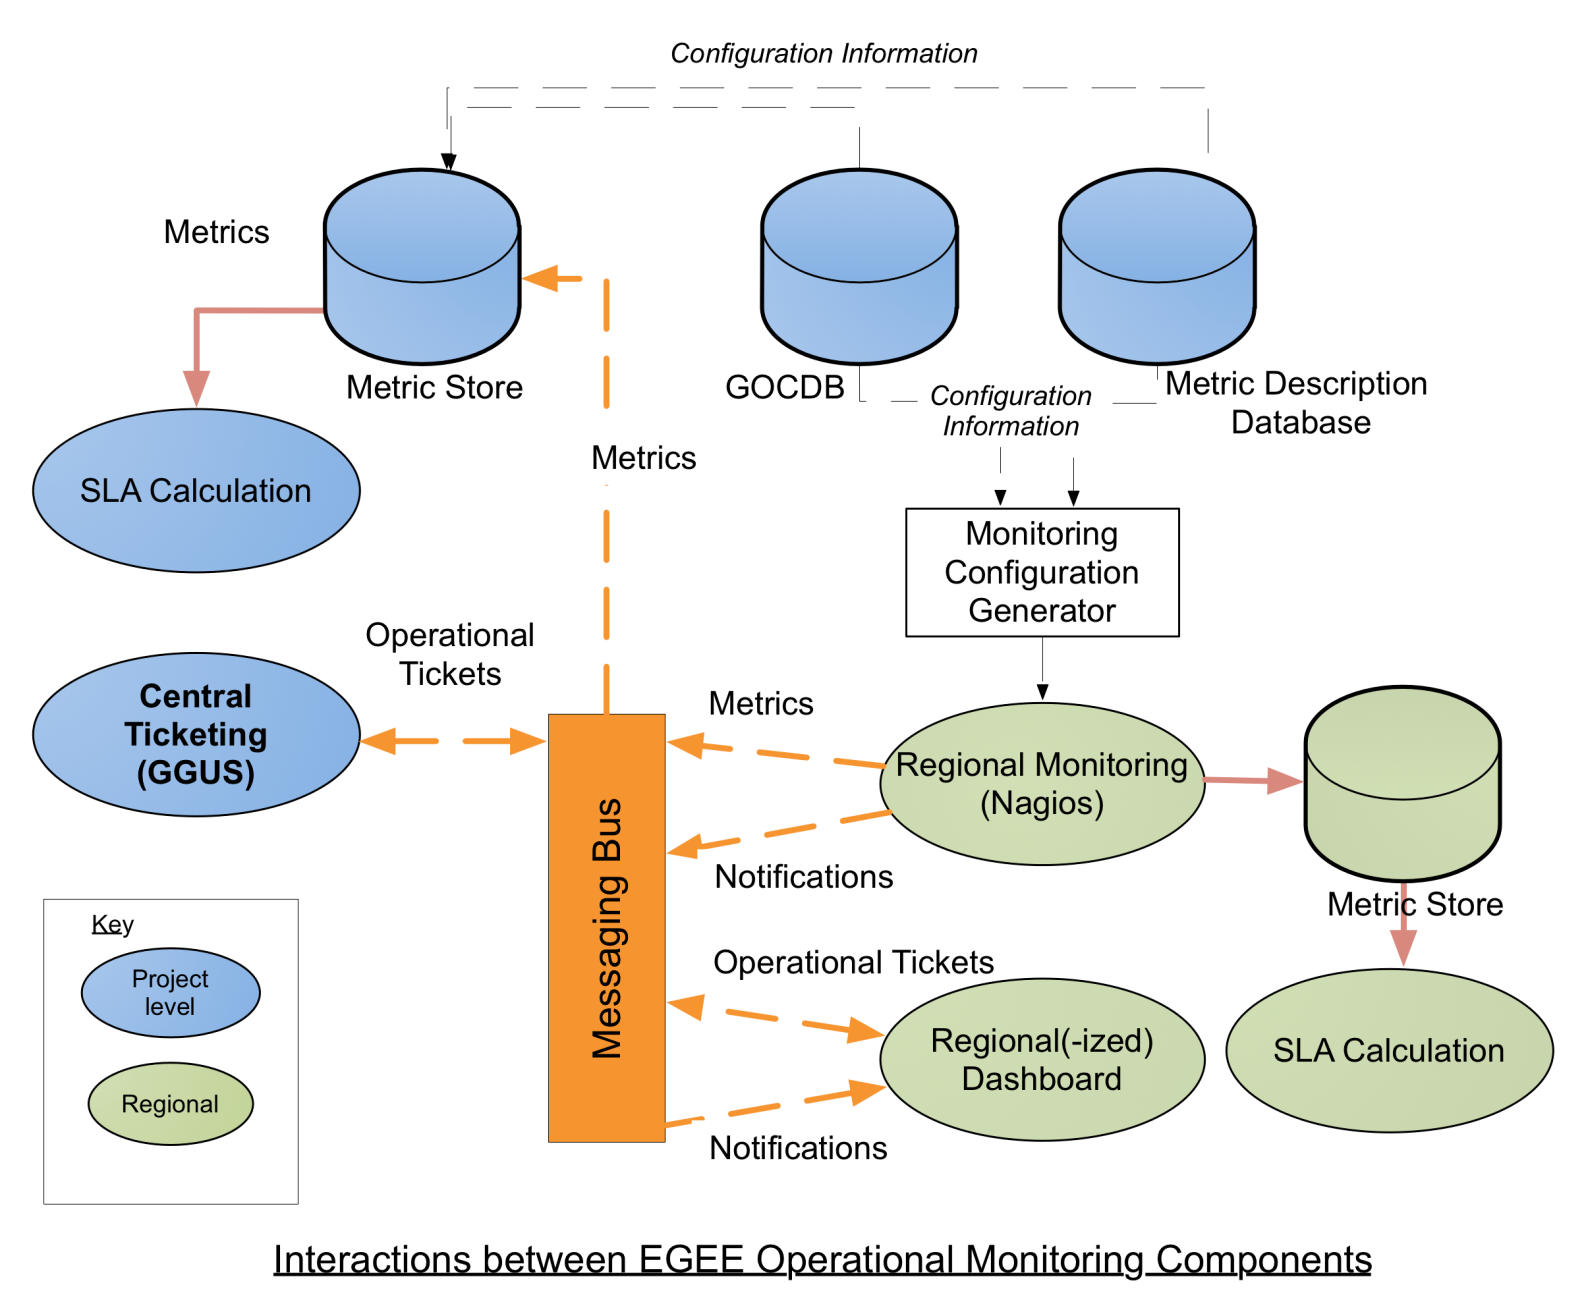 Configuration Information
Metrics
Metric Store
GOCDB
Metric Description
Database
Configuration
Information
Metrics
SLA Calculation
Monitoring
Configuration
Generator
Operational
Tickets
Central
Ticketing
(GGUS)
Metrics
Regional Monitoring
(Nagios)
Notifications
Messaging Bus
Metric Store
Key
Project
level
Regional
Operational Tickets
Regional(-ized)
Dashboard
SLA Calculation
Notifications
Interactions between EGEE Operational Monitoring Components